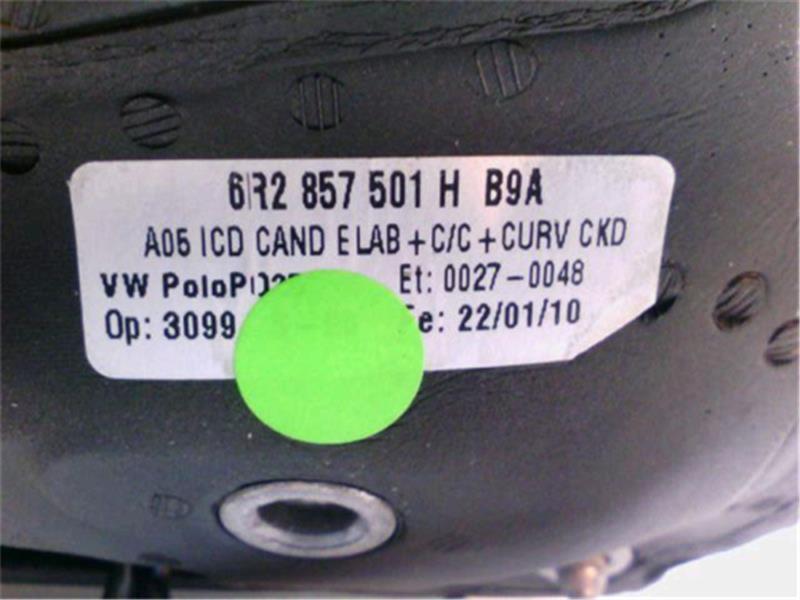 6R2 857 501 H B9A
A05 ICD CAND ELAB+C/C+CURV CKD
VW Et: 0027-0048
Op: 3099 22/01/10